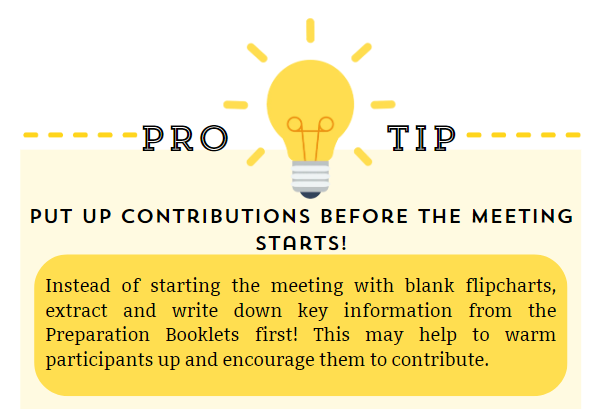 PRO TIP
PUT UP CONTRIBUTIONS BEFORE THE MEETING
STARTS!
Instead of starting the meeting with blank flipcharts,
extract and write down key information from the
Preparation Booklets first! This may help to warm
participants up and encourage them to contribute.